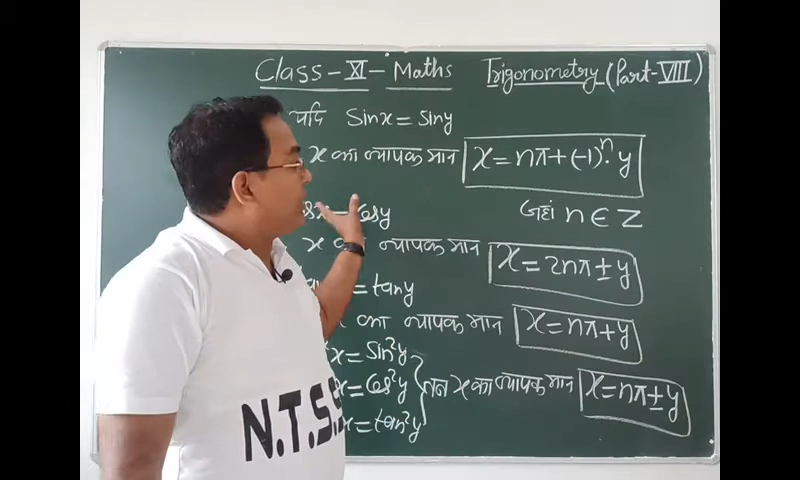 Class-XI-Maths Trigonometry (Part-VIII)
यदि Sinx = Siny
x का व्यापक मान x = nπ + (-1)ⁿ. y
जहां n ∈ Z
= Cosy
x का व्यापक मान x = 2nπ ± y
= tany
का व्यापक मान x = nπ + y
x = Sin²y
x = Cos²y } तब x का व्यापक मान x = nπ ± y
x = tan²y
N.T.S.S